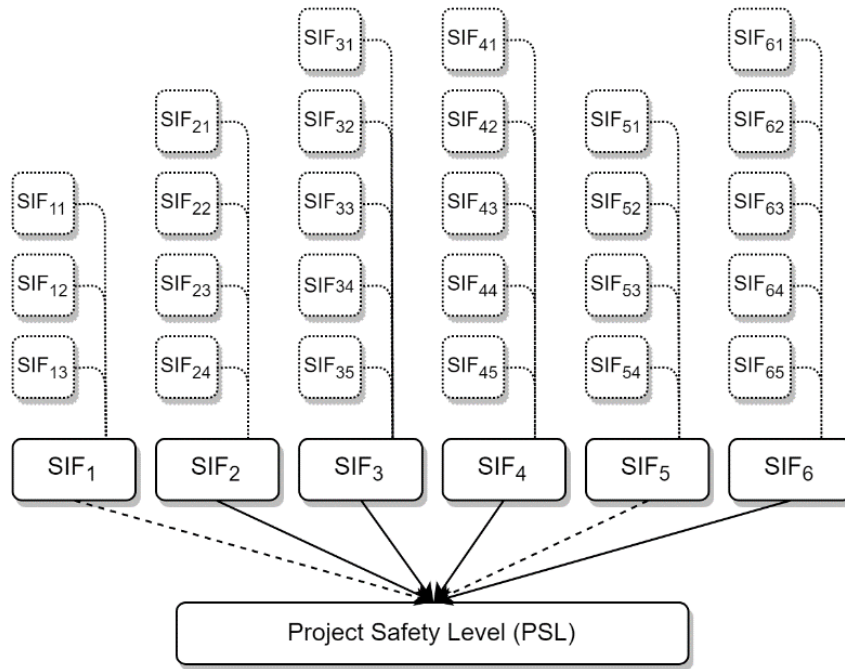 SIF31 SIF41 SIF61
SIF21 SIF32 SIF42 SIF51 SIF62
SIF11 SIF22 SIF33 SIF43 SIF52 SIF63
SIF12 SIF23 SIF34 SIF44 SIF53 SIF64
SIF13 SIF24 SIF35 SIF45 SIF54 SIF65
SIF1 SIF2 SIF3 SIF4 SIF5 SIF6
Project Safety Level (PSL)